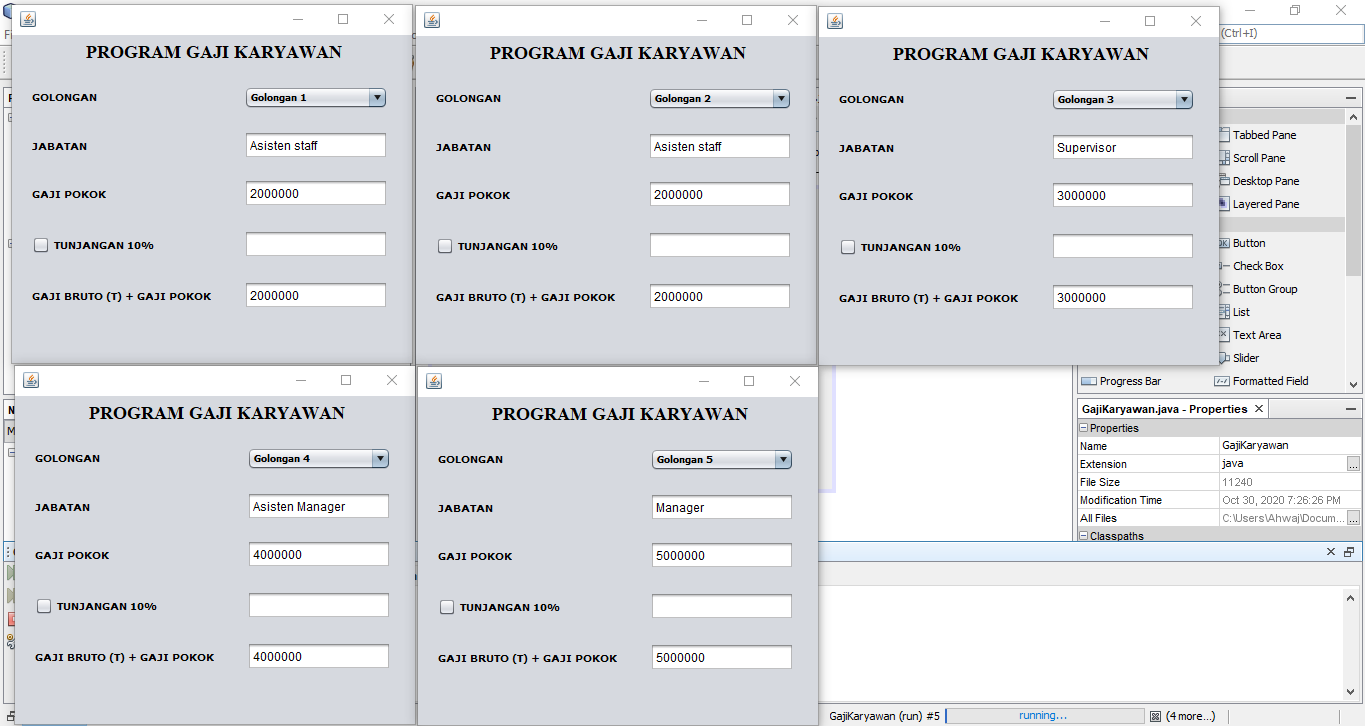 PROGRAM GAJI KARYAWAN
GOLONGAN
Golongan 1
JABATAN
Asisten staff
GAJI POKOK
2000000
TUNJANGAN 10%
GAJI BRUTO (T) + GAJI POKOK
2000000
PROGRAM GAJI KARYAWAN
GOLONGAN
Golongan 2
JABATAN
Asisten staff
GAJI POKOK
2000000
TUNJANGAN 10%
GAJI BRUTO (T) + GAJI POKOK
2000000
PROGRAM GAJI KARYAWAN
GOLONGAN
Golongan 3
JABATAN
Supervisor
GAJI POKOK
3000000
TUNJANGAN 10%
GAJI BRUTO (T) + GAJI POKOK
3000000
PROGRAM GAJI KARYAWAN
GOLONGAN
Golongan 4
JABATAN
Asisten Manager
GAJI POKOK
4000000
TUNJANGAN 10%
GAJI BRUTO (T) + GAJI POKOK
4000000
PROGRAM GAJI KARYAWAN
GOLONGAN
Golongan 5
JABATAN
Manager
GAJI POKOK
5000000
TUNJANGAN 10%
GAJI BRUTO (T) + GAJI POKOK
5000000
(Ctrl+I)
Tabbed Pane
Scroll Pane
Desktop Pane
Layered Pane
Button
Check Box
Button Group
List
Text Area
Slider
Progress Bar
Formatted Field
GajiKaryawan.java - Properties
Properties
Name GajiKaryawan
Extension java
File Size 11240
Modification Time Oct 30, 2020 7:26:26 PM
All Files C:\Users\Ahwaj\Docum...
Classpaths
GajiKaryawan (run) #5 running... (4 more...)